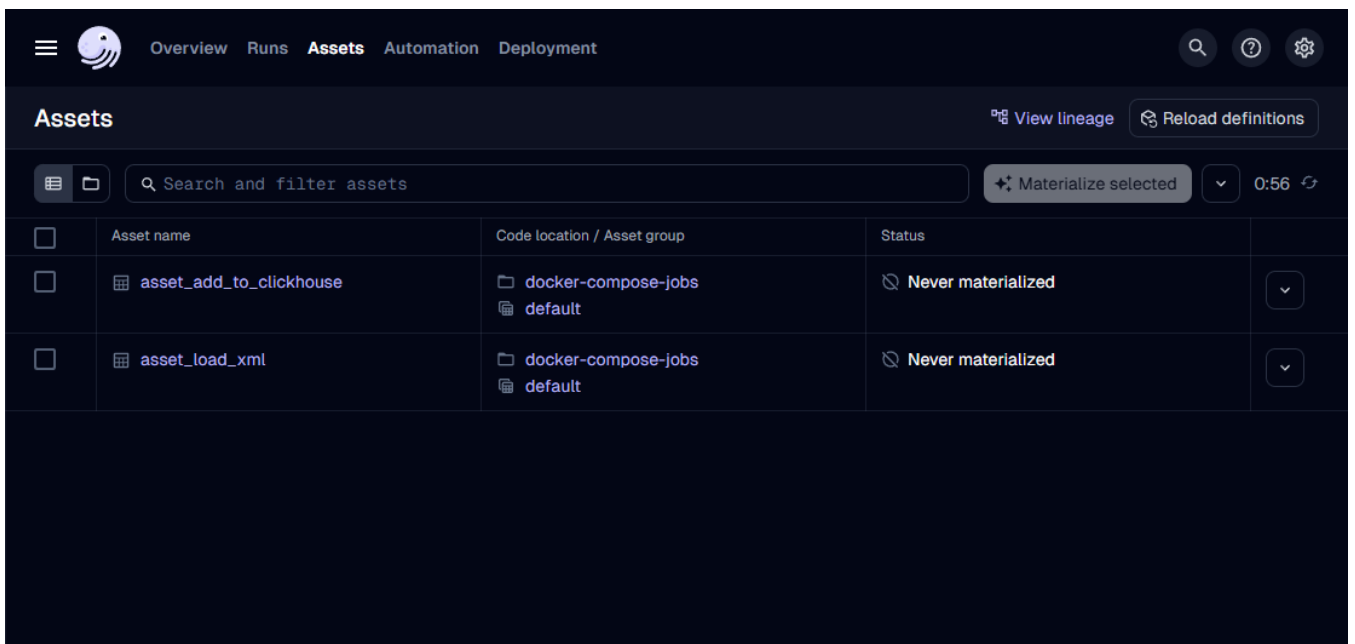 Overview Runs Assets Automation Deployment
Assets
View lineage Reload definitions
Search and filter assets Materialize selected 0:56
Asset name Code location / Asset group Status
asset_add_to_clickhouse docker-compose-jobs Never materialized
default
asset_load_xml docker-compose-jobs Never materialized
default